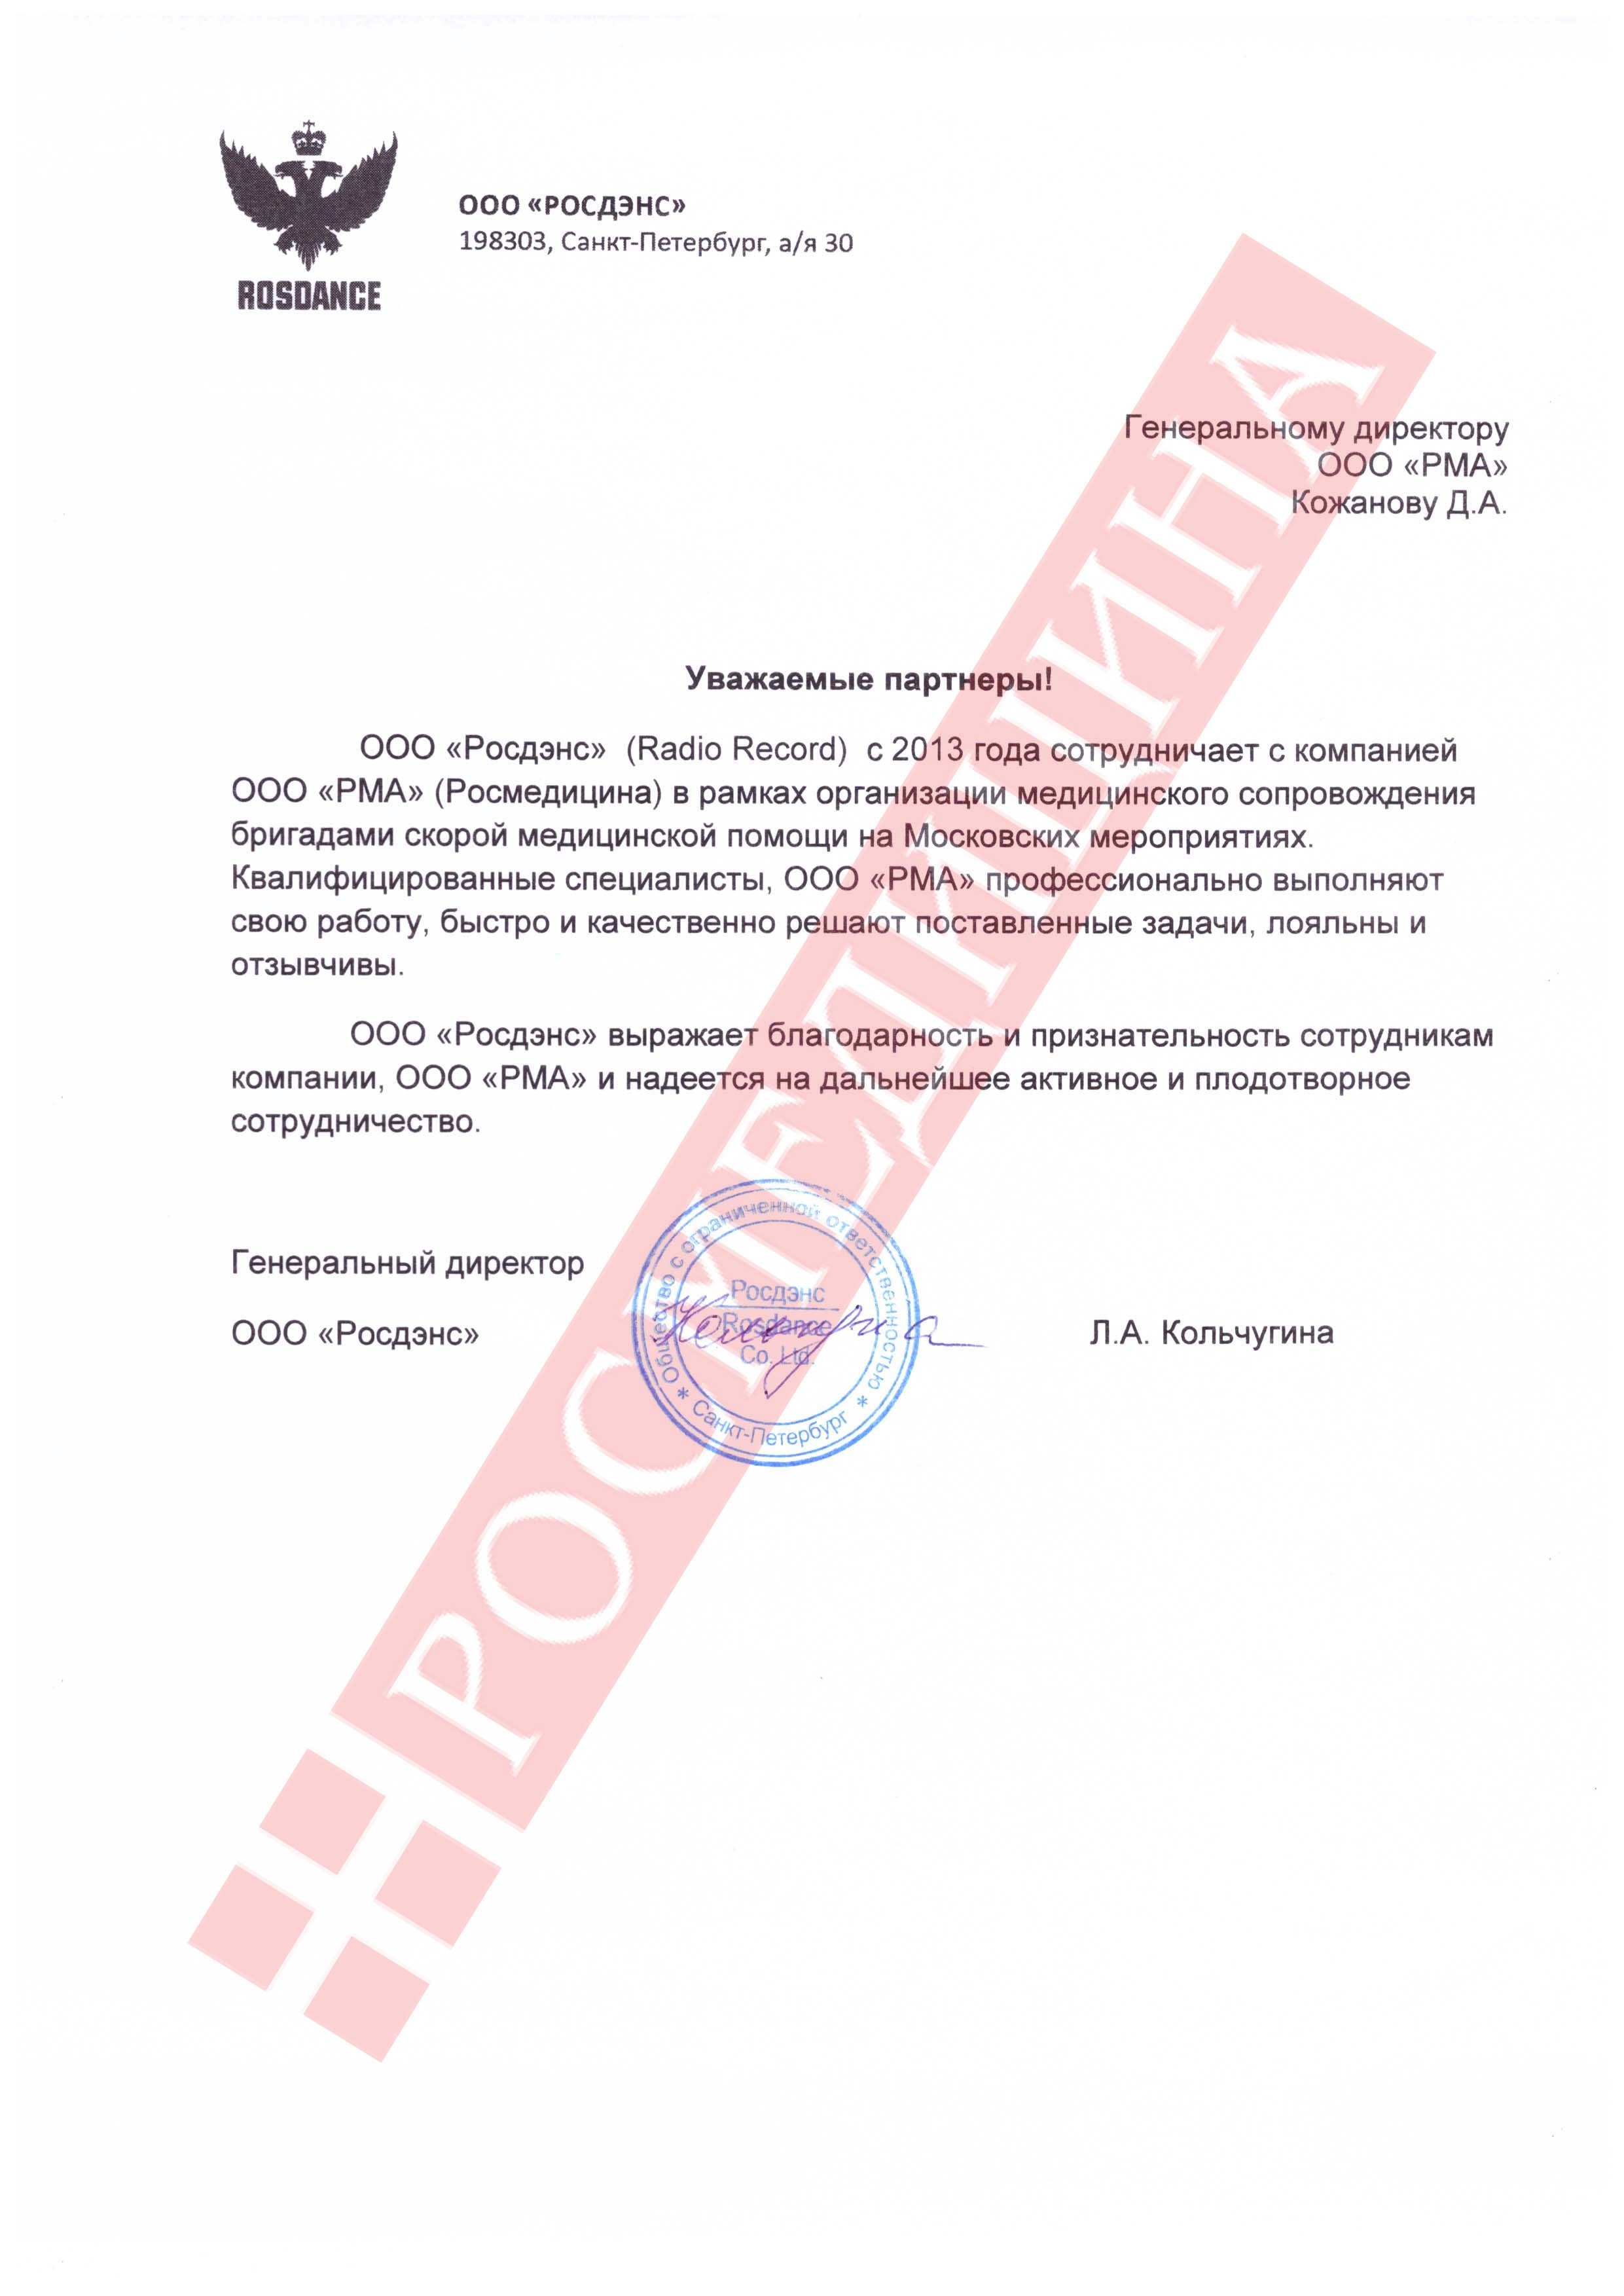 ROSDANCE
ООО «РОСДЭНС»
198303, Санкт-Петербург, а/я 30
Генеральному директору
ООО «РМА»
Кожанову Д.А.
Уважаемые партнеры!
ООО «Росдэнс» (Radio Record) с 2013 года сотрудничает с компанией
ООО «РМА» (Росмедицина) в рамках организации медицинского сопровождения
бригадами скорой медицинской помощи на Московских мероприятиях.
Квалифицированные специалисты, ООО «РМА» профессионально выполняют
свою работу, быстро и качественно решают поставленные задачи, лояльны и
отзывчивы.
ООО «Росдэнс» выражает благодарность и признательность сотрудникам
компании, ООО «РМА» и надеется на дальнейшее активное и плодотворное
сотрудничество.
Генеральный директор
ООО «Росдэнс»
Л.А. Кольчугина
Общество с ограниченной ответственностью
Росдэнс
Rosdance
Co. Ltd.
* Санкт-Петербург *
РОСМЕДИЦИНА